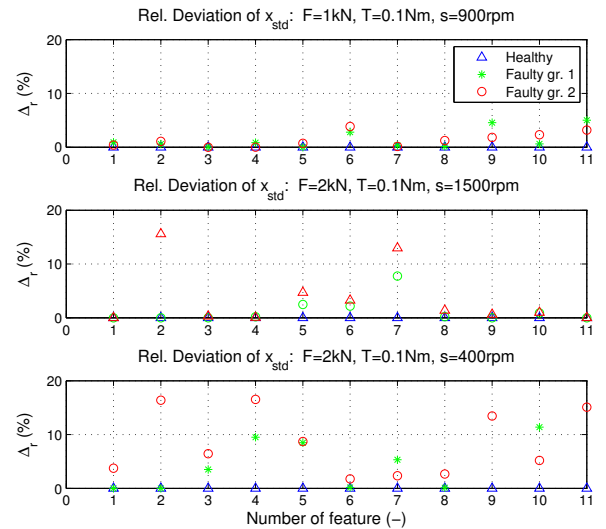 Rel. Deviation of x_std: F=1kN, T=0.1Nm, s=900rpm
20
10
0
Δ_r (%)
Healthy
Faulty gr. 1
Faulty gr. 2
0 1 2 3 4 5 6 7 8 9 10 11
Rel. Deviation of x_std: F=2kN, T=0.1Nm, s=1500rpm
20
10
0
Δ_r (%)
0 1 2 3 4 5 6 7 8 9 10 11
Rel. Deviation of x_std: F=2kN, T=0.1Nm, s=400rpm
20
10
0
Δ_r (%)
0 1 2 3 4 5 6 7 8 9 10 11
Number of feature (−)